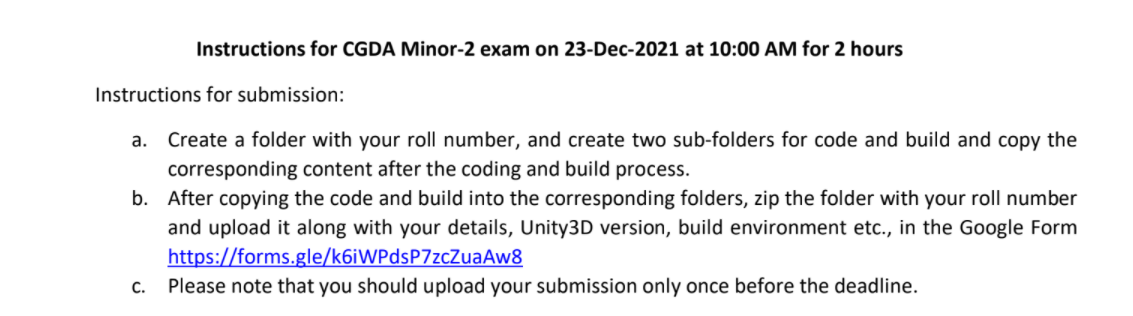 Instructions for CGDA Minor-2 exam on 23-Dec-2021 at 10:00 AM for 2 hours
Instructions for submission:
a. Create a folder with your roll number, and create two sub-folders for code and build and copy the
corresponding content after the coding and build process.
b. After copying the code and build into the corresponding folders, zip the folder with your roll number
and upload it along with your details, Unity3D version, build environment etc., in the Google Form
https://forms.gle/k6iWPdsP7zcZuaAw8
c. Please note that you should upload your submission only once before the deadline.